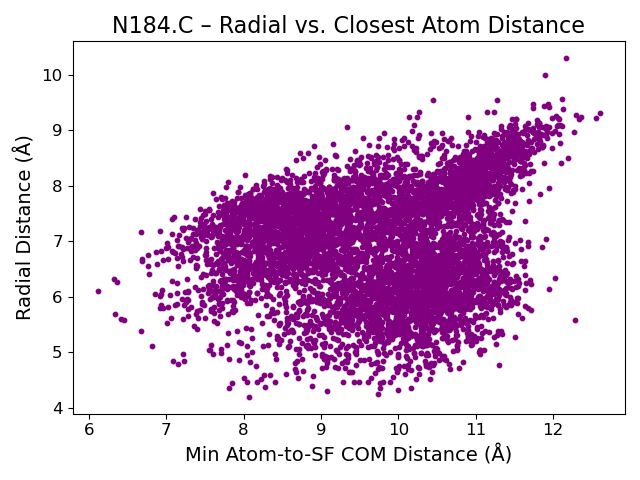 N184.C – Radial vs. Closest Atom Distance
Radial Distance (Å)
10
9
8
7
6
5
4
6 7 8 9 10 11 12
Min Atom-to-SF COM Distance (Å)